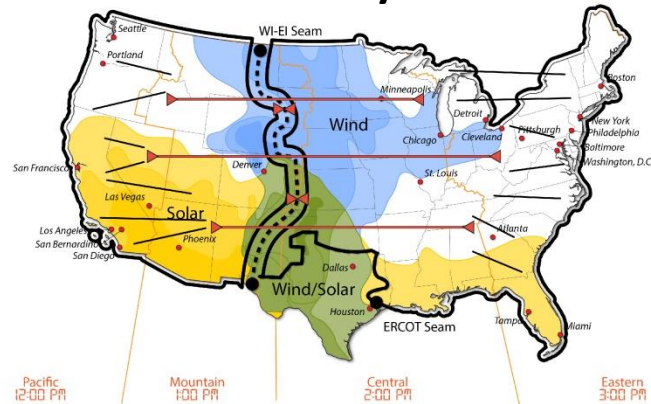 WI-EI Seam
Seattle
Portland
Minneapolis
Boston
Detroit
New York
Wind
Cleveland
Pittsburgh
Philadelphia
Chicago
Baltimore
Washington, D.C
San Francisco
Denver
St. Louis
Las Vegas
Solar
Los Angeles
San Bernardino
San Diego
Phoenix
Atlanta
Dallas
Wind/Solar
Houston
ERCOT Seam
Tampa
Miami
Pacific
12:00 PM
Mountain
1:00 PM
Central
2:00 PM
Eastern
3:00 PM